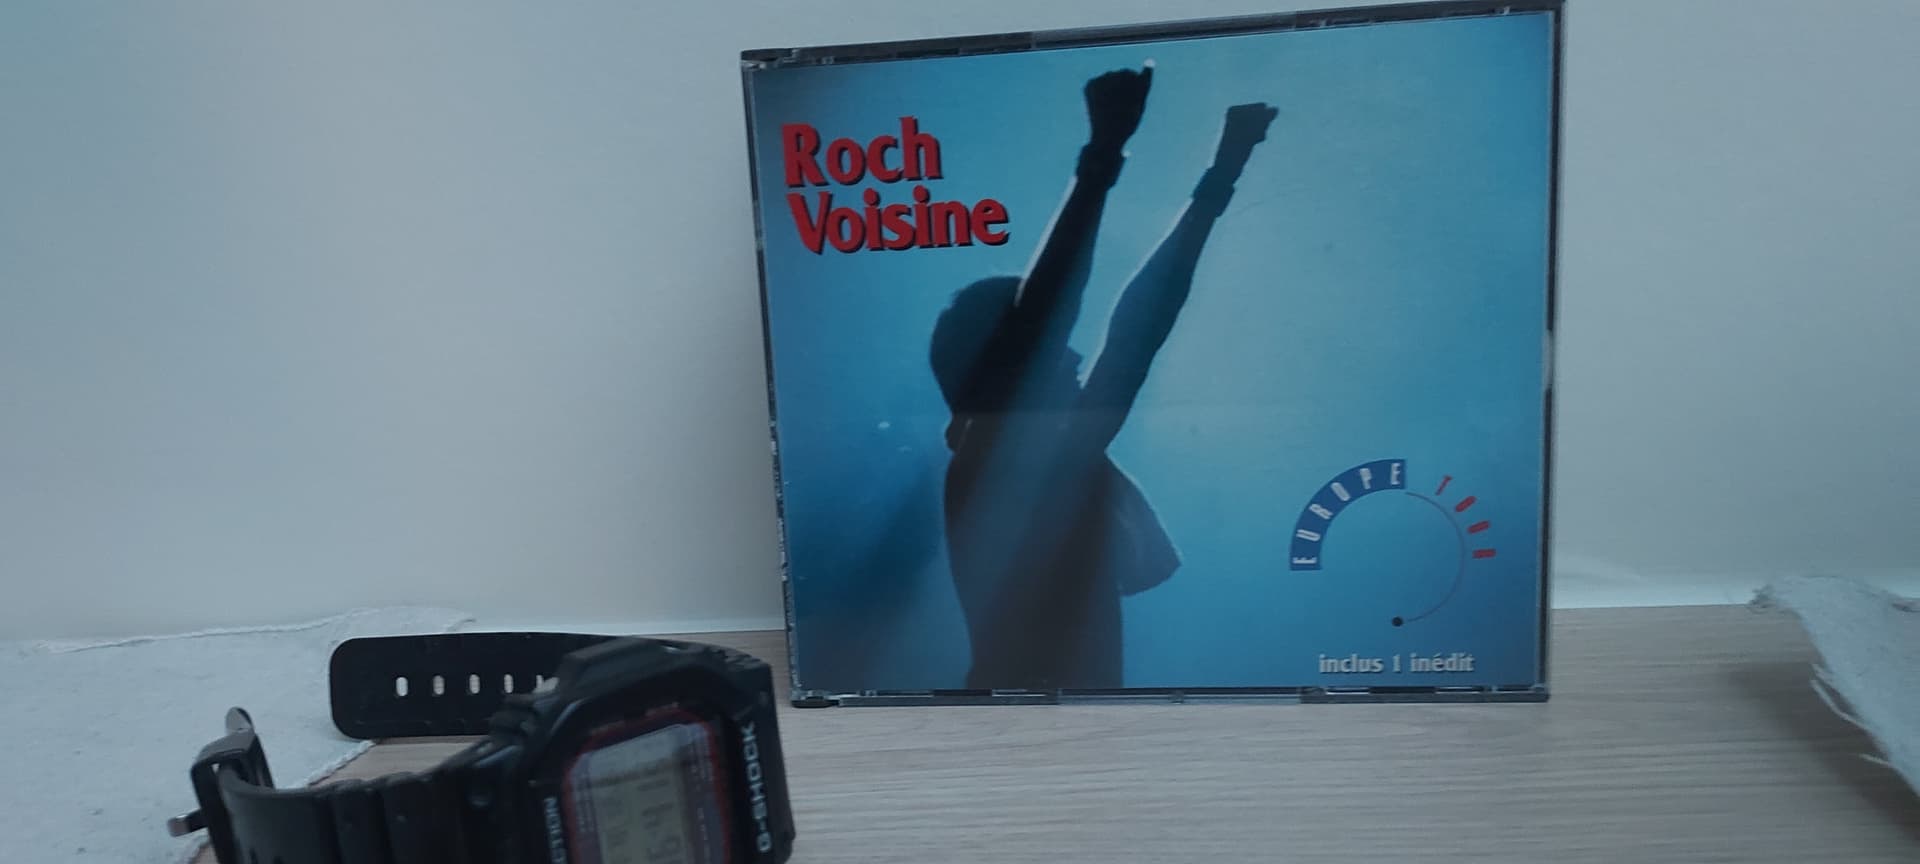 Roch
Voisine
EUROPE TOUR
inclus 1 inédit
G-SHOCK